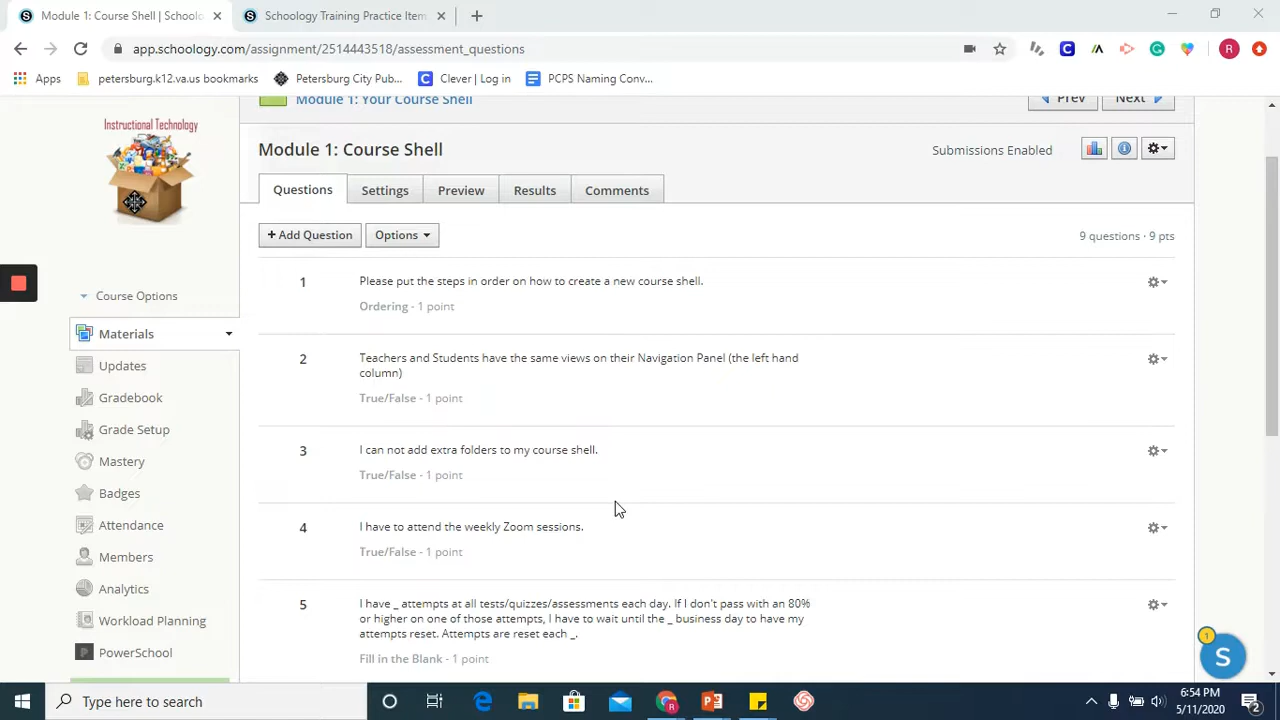 Module 1: Course Shell | Schoolo
Schoology Training Practice Item
app.schoology.com/assignment/2514443518/assessment_questions
R
Apps
petersburg.k12.va.us bookmarks
Petersburg City Pub...
Clever | Log in
PCPS Naming Conv...
Module 1: Your Course Shell
Prev
Next
Instructional Technology
Module 1: Course Shell
Submissions Enabled
Questions
Settings
Preview
Results
Comments
+ Add Question
Options
9 questions · 9 pts
1
Please put the steps in order on how to create a new course shell.
Ordering - 1 point
Course Options
Materials
Updates
Gradebook
Grade Setup
Mastery
Badges
Attendance
Members
Analytics
Workload Planning
PowerSchool
2
Teachers and Students have the same views on their Navigation Panel (the left hand
column)
True/False - 1 point
3
I can not add extra folders to my course shell.
True/False - 1 point
4
I have to attend the weekly Zoom sessions.
True/False - 1 point
5
I have _ attempts at all tests/quizzes/assessments each day. If I don't pass with an 80%
or higher on one of those attempts, I have to wait until the _ business day to have my
attempts reset. Attempts are reset each _.
Fill in the Blank - 1 point
1
S
Type here to search
6:54 PM
5/11/2020
2